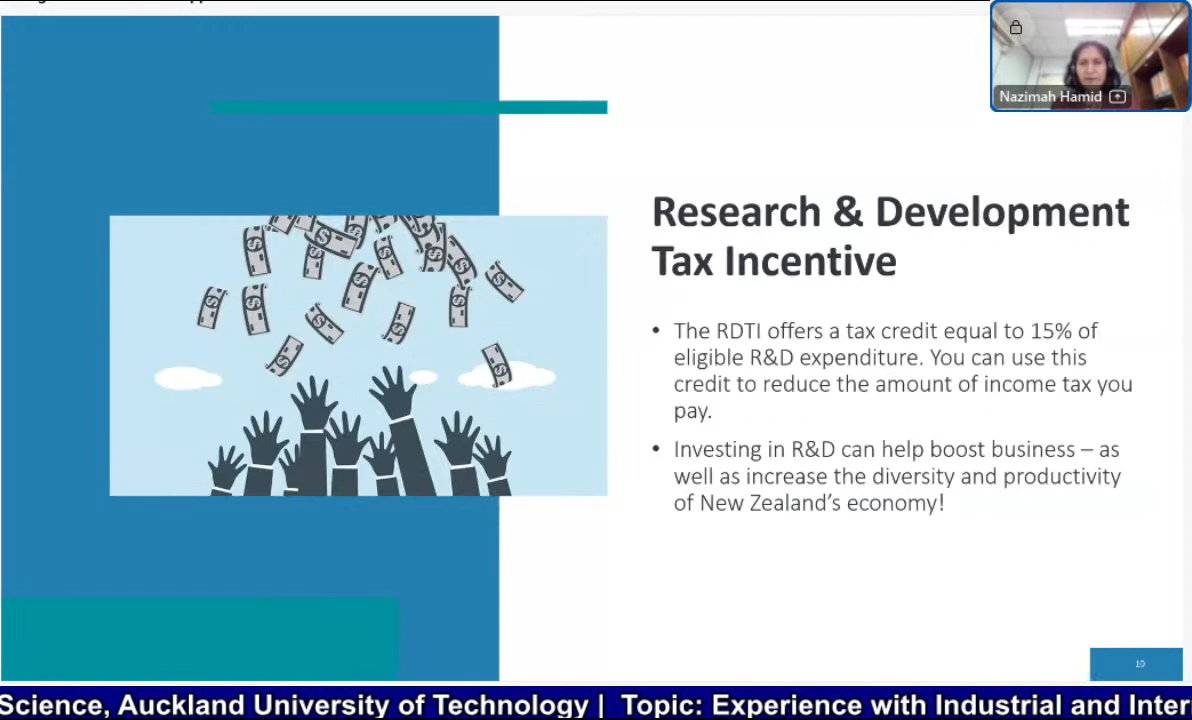 Nazimah Hamid
Research & Development
Tax Incentive
• The RDTI offers a tax credit equal to 15% of
eligible R&D expenditure. You can use this
credit to reduce the amount of income tax you
pay.
• Investing in R&D can help boost business – as
well as increase the diversity and productivity
of New Zealand's economy!
10
Science, Auckland University of Technology | Topic: Experience with Industrial and Inter